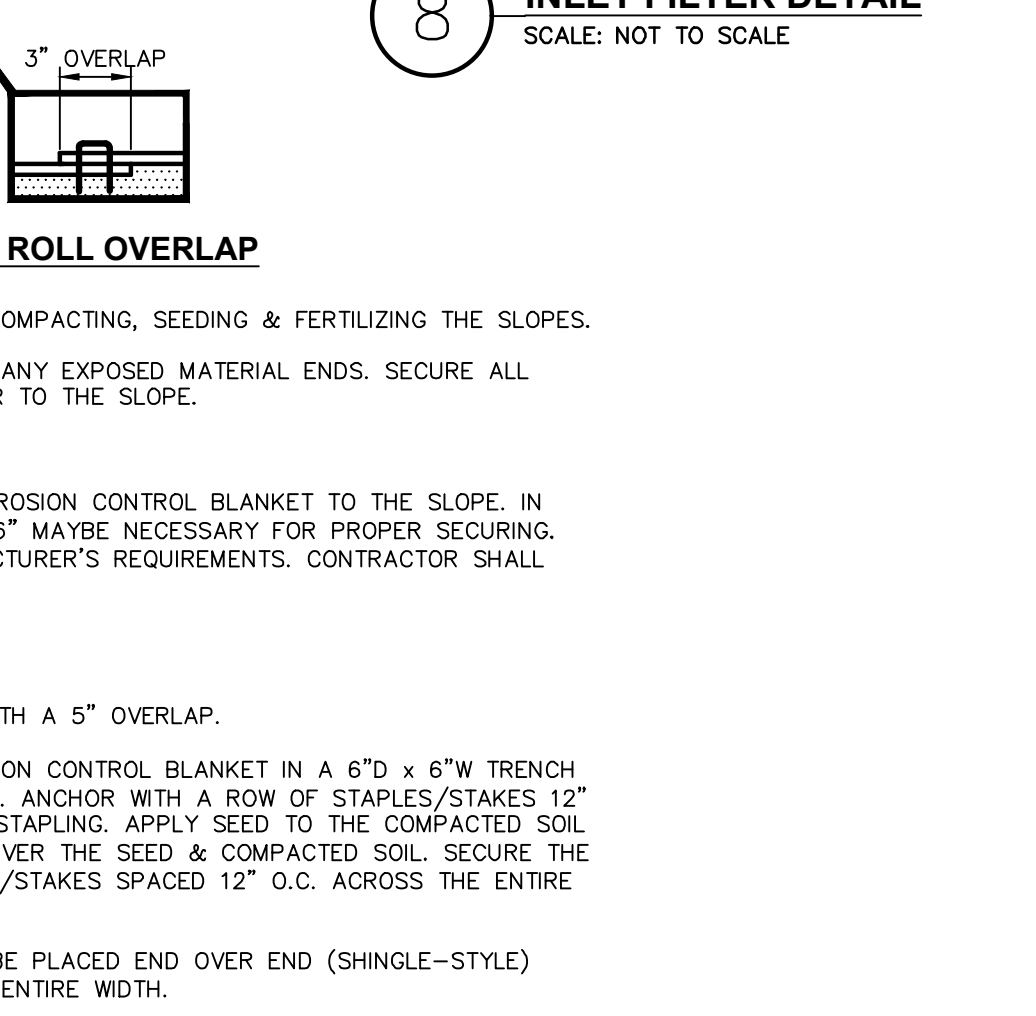 8
INLET FILTER DETAIL
SCALE: NOT TO SCALE
3" OVERLAP
ROLL OVERLAP
OMPACTING, SEEDING & FERTILIZING THE SLOPES.
ANY EXPOSED MATERIAL ENDS. SECURE ALL
R TO THE SLOPE.
ROSION CONTROL BLANKET TO THE SLOPE. IN
6" MAYBE NECESSARY FOR PROPER SECURING.
CTURER'S REQUIREMENTS. CONTRACTOR SHALL
TH A 5" OVERLAP.
ON CONTROL BLANKET IN A 6"D x 6"W TRENCH
. ANCHOR WITH A ROW OF STAPLES/STAKES 12"
STAPLING. APPLY SEED TO THE COMPACTED SOIL
VER THE SEED & COMPACTED SOIL. SECURE THE
/STAKES SPACED 12" O.C. ACROSS THE ENTIRE
BE PLACED END OVER END (SHINGLE-STYLE)
ENTIRE WIDTH.